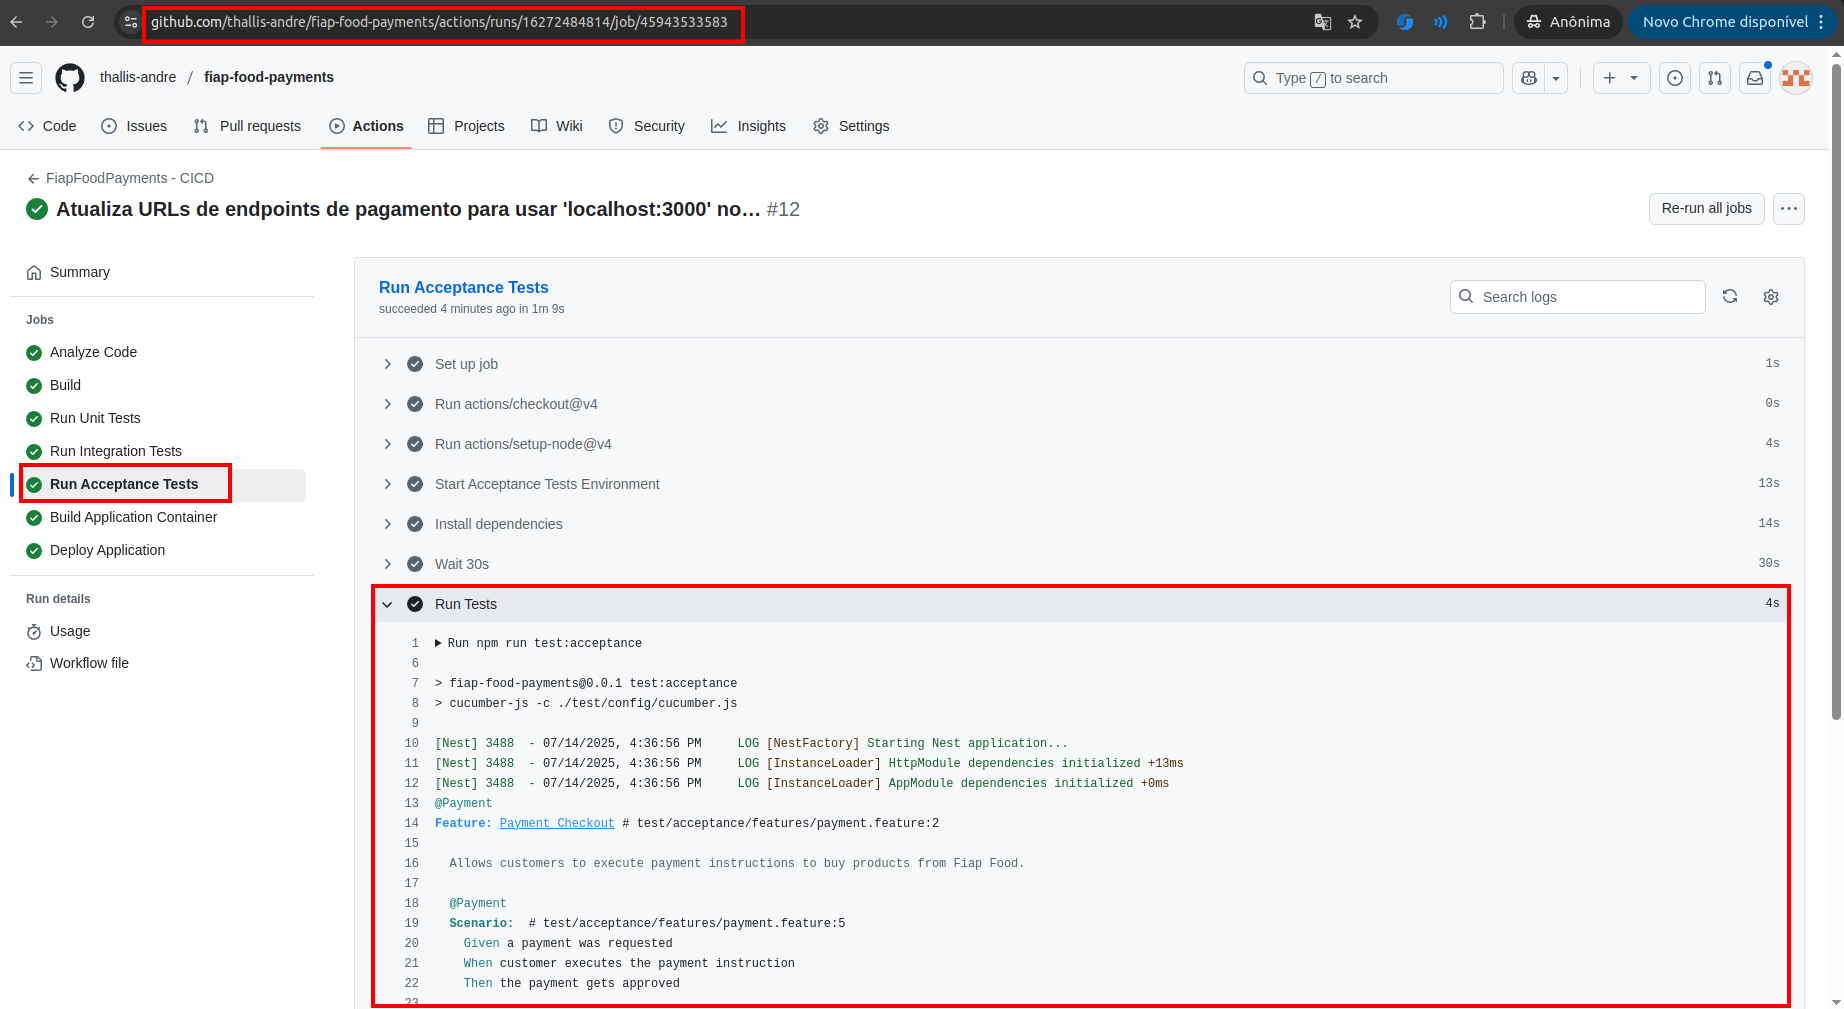 github.com/thallis-andre/fiap-food-payments/actions/runs/16272484814/job/45943533583
Anônima
Novo Chrome disponível
thallis-andre / fiap-food-payments
Type / to search
Code
Issues
Pull requests
Actions
Projects
Wiki
Security
Insights
Settings
FiapFoodPayments - CICD
Atualiza URLs de endpoints de pagamento para usar 'localhost:3000' no… #12
Re-run all jobs
Summary
Jobs
Analyze Code
Build
Run Unit Tests
Run Integration Tests
Run Acceptance Tests
Build Application Container
Deploy Application
Run details
Usage
Workflow file
Run Acceptance Tests
succeeded 4 minutes ago in 1m 9s
Search logs
Set up job 1s
Run actions/checkout@v4 0s
Run actions/setup-node@v4 4s
Start Acceptance Tests Environment 13s
Install dependencies 14s
Wait 30s 30s
Run Tests 4s
1 Run npm run test:acceptance
6
7 > fiap-food-payments@0.0.1 test:acceptance
8 > cucumber-js -c ./test/config/cucumber.js
9
10 [Nest] 3488 - 07/14/2025, 4:36:56 PM LOG [NestFactory] Starting Nest application...
11 [Nest] 3488 - 07/14/2025, 4:36:56 PM LOG [InstanceLoader] HttpModule dependencies initialized +13ms
12 [Nest] 3488 - 07/14/2025, 4:36:56 PM LOG [InstanceLoader] AppModule dependencies initialized +0ms
13 @Payment
14 Feature: Payment Checkout # test/acceptance/features/payment.feature:2
15
16 Allows customers to execute payment instructions to buy products from Fiap Food.
17
18 @Payment
19 Scenario: # test/acceptance/features/payment.feature:5
20 Given a payment was requested
21 When customer executes the payment instruction
22 Then the payment gets approved
23